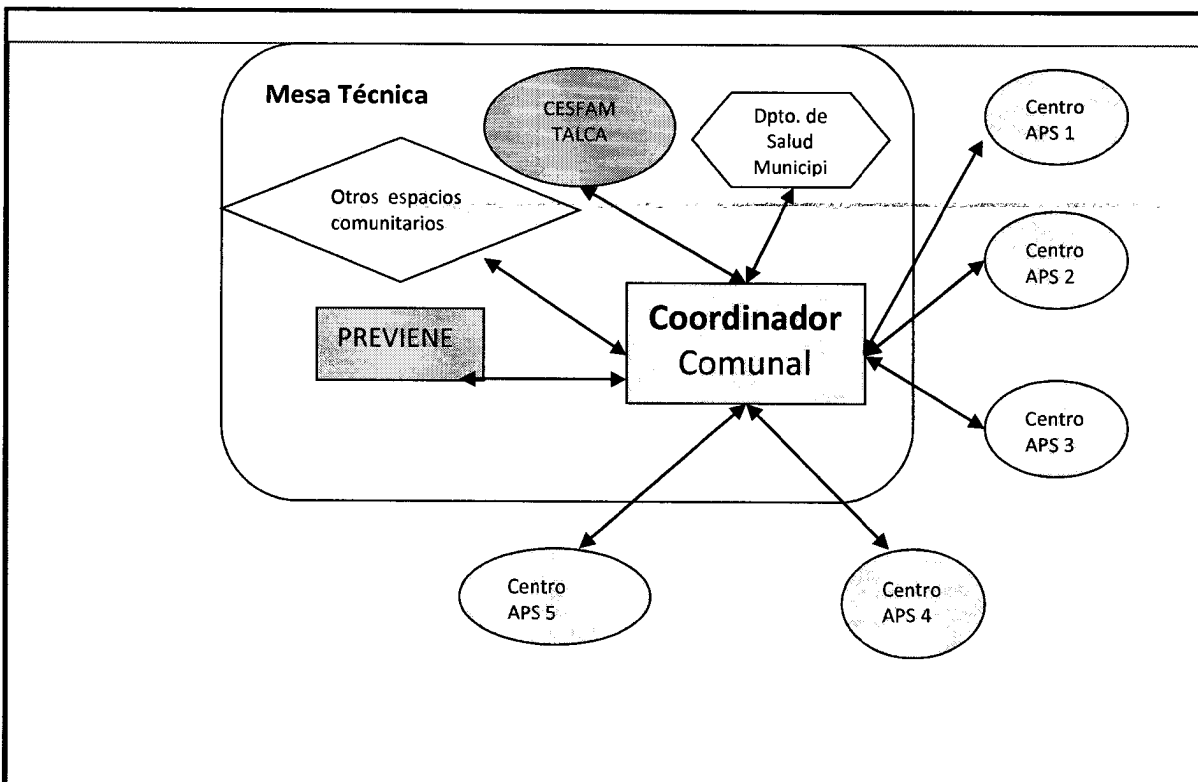 Mesa Técnica
CESFAM
TALCA
Dpto. de
Salud
Municipi
Otros espacios
comunitarios
PREVIENE
Coordinador
Comunal
Centro
APS 1
Centro
APS 2
Centro
APS 3
Centro
APS 5
Centro
APS 4